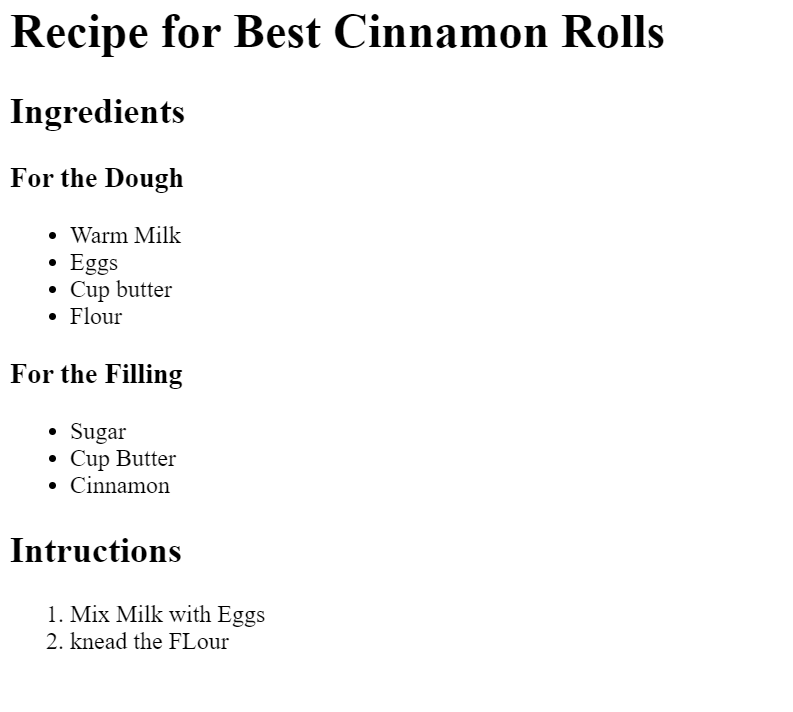 Recipe for Best Cinnamon Rolls
Ingredients
For the Dough
• Warm Milk
• Eggs
• Cup butter
• Flour
For the Filling
• Sugar
• Cup Butter
• Cinnamon
Intructions
1. Mix Milk with Eggs
2. knead the FLour